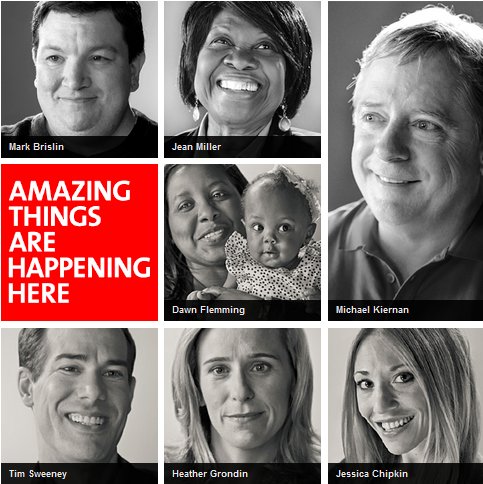 Mark Brislin
Jean Miller
AMAZING
THINGS
ARE
HAPPENING
HERE
Dawn Flemming
Michael Kiernan
Tim Sweeney
Heather Grondin
Jessica Chipkin